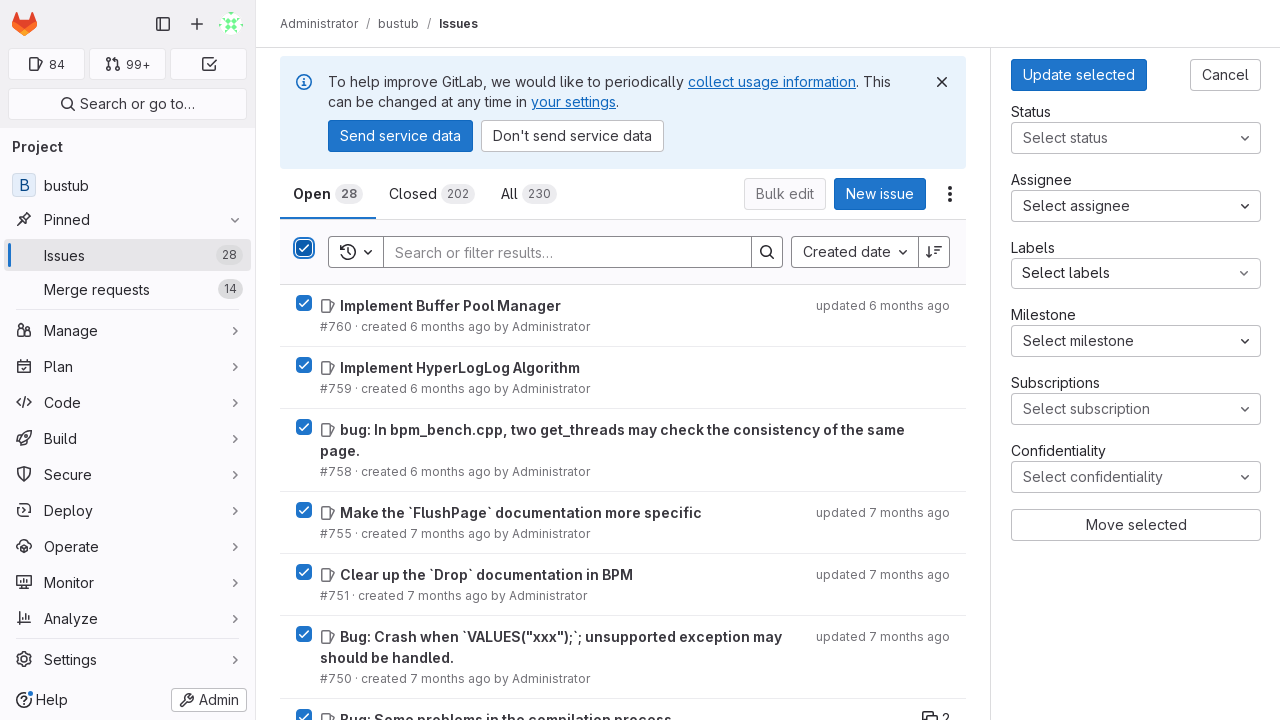 Administrator / bustub / Issues
84
99+
Search or go to…
Project
B bustub
Pinned
Issues 28
Merge requests 14
Manage
Plan
Code
Build
Secure
Deploy
Operate
Monitor
Analyze
Settings
Help
Admin
To help improve GitLab, we would like to periodically collect usage information. This
can be changed at any time in your settings.
Send service data
Don't send service data
Open 28
Closed 202
All 230
Bulk edit
New issue
Search or filter results…
Created date
Implement Buffer Pool Manager
updated 6 months ago
#760 · created 6 months ago by Administrator
Implement HyperLogLog Algorithm
#759 · created 6 months ago by Administrator
bug: In bpm_bench.cpp, two get_threads may check the consistency of the same
page.
#758 · created 6 months ago by Administrator
Make the `FlushPage` documentation more specific
updated 7 months ago
#755 · created 7 months ago by Administrator
Clear up the `Drop` documentation in BPM
updated 7 months ago
#751 · created 7 months ago by Administrator
Bug: Crash when `VALUES("xxx");`; unsupported exception may
should be handled.
updated 7 months ago
#750 · created 7 months ago by Administrator
Bug: Some problems in the compilation process
2
Update selected
Cancel
Status
Select status
Assignee
Select assignee
Labels
Select labels
Milestone
Select milestone
Subscriptions
Select subscription
Confidentiality
Select confidentiality
Move selected